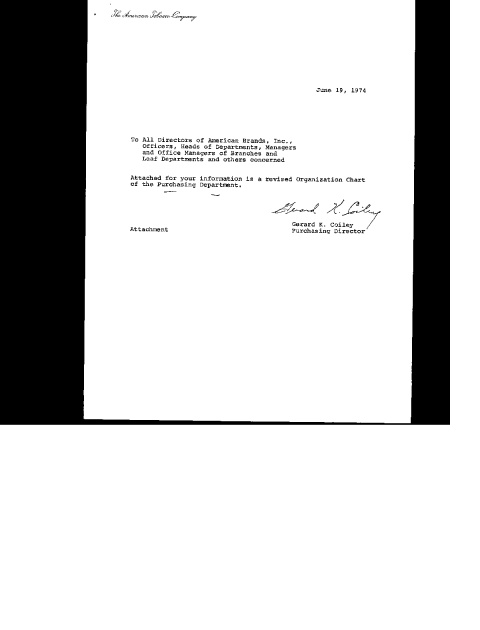 The American Tobacco Company
June 19, 1974
To All Directors of American Brands, Inc.,
Officers, Heads of Departments, Managers
and Office Managers of Branches and
Leaf Departments and others concerned
Attached for your information is a revised Organization Chart
of the Purchasing Department.
Gerard K. Coiley
Gerard K. Coiley
Attachment
Purchasing Director